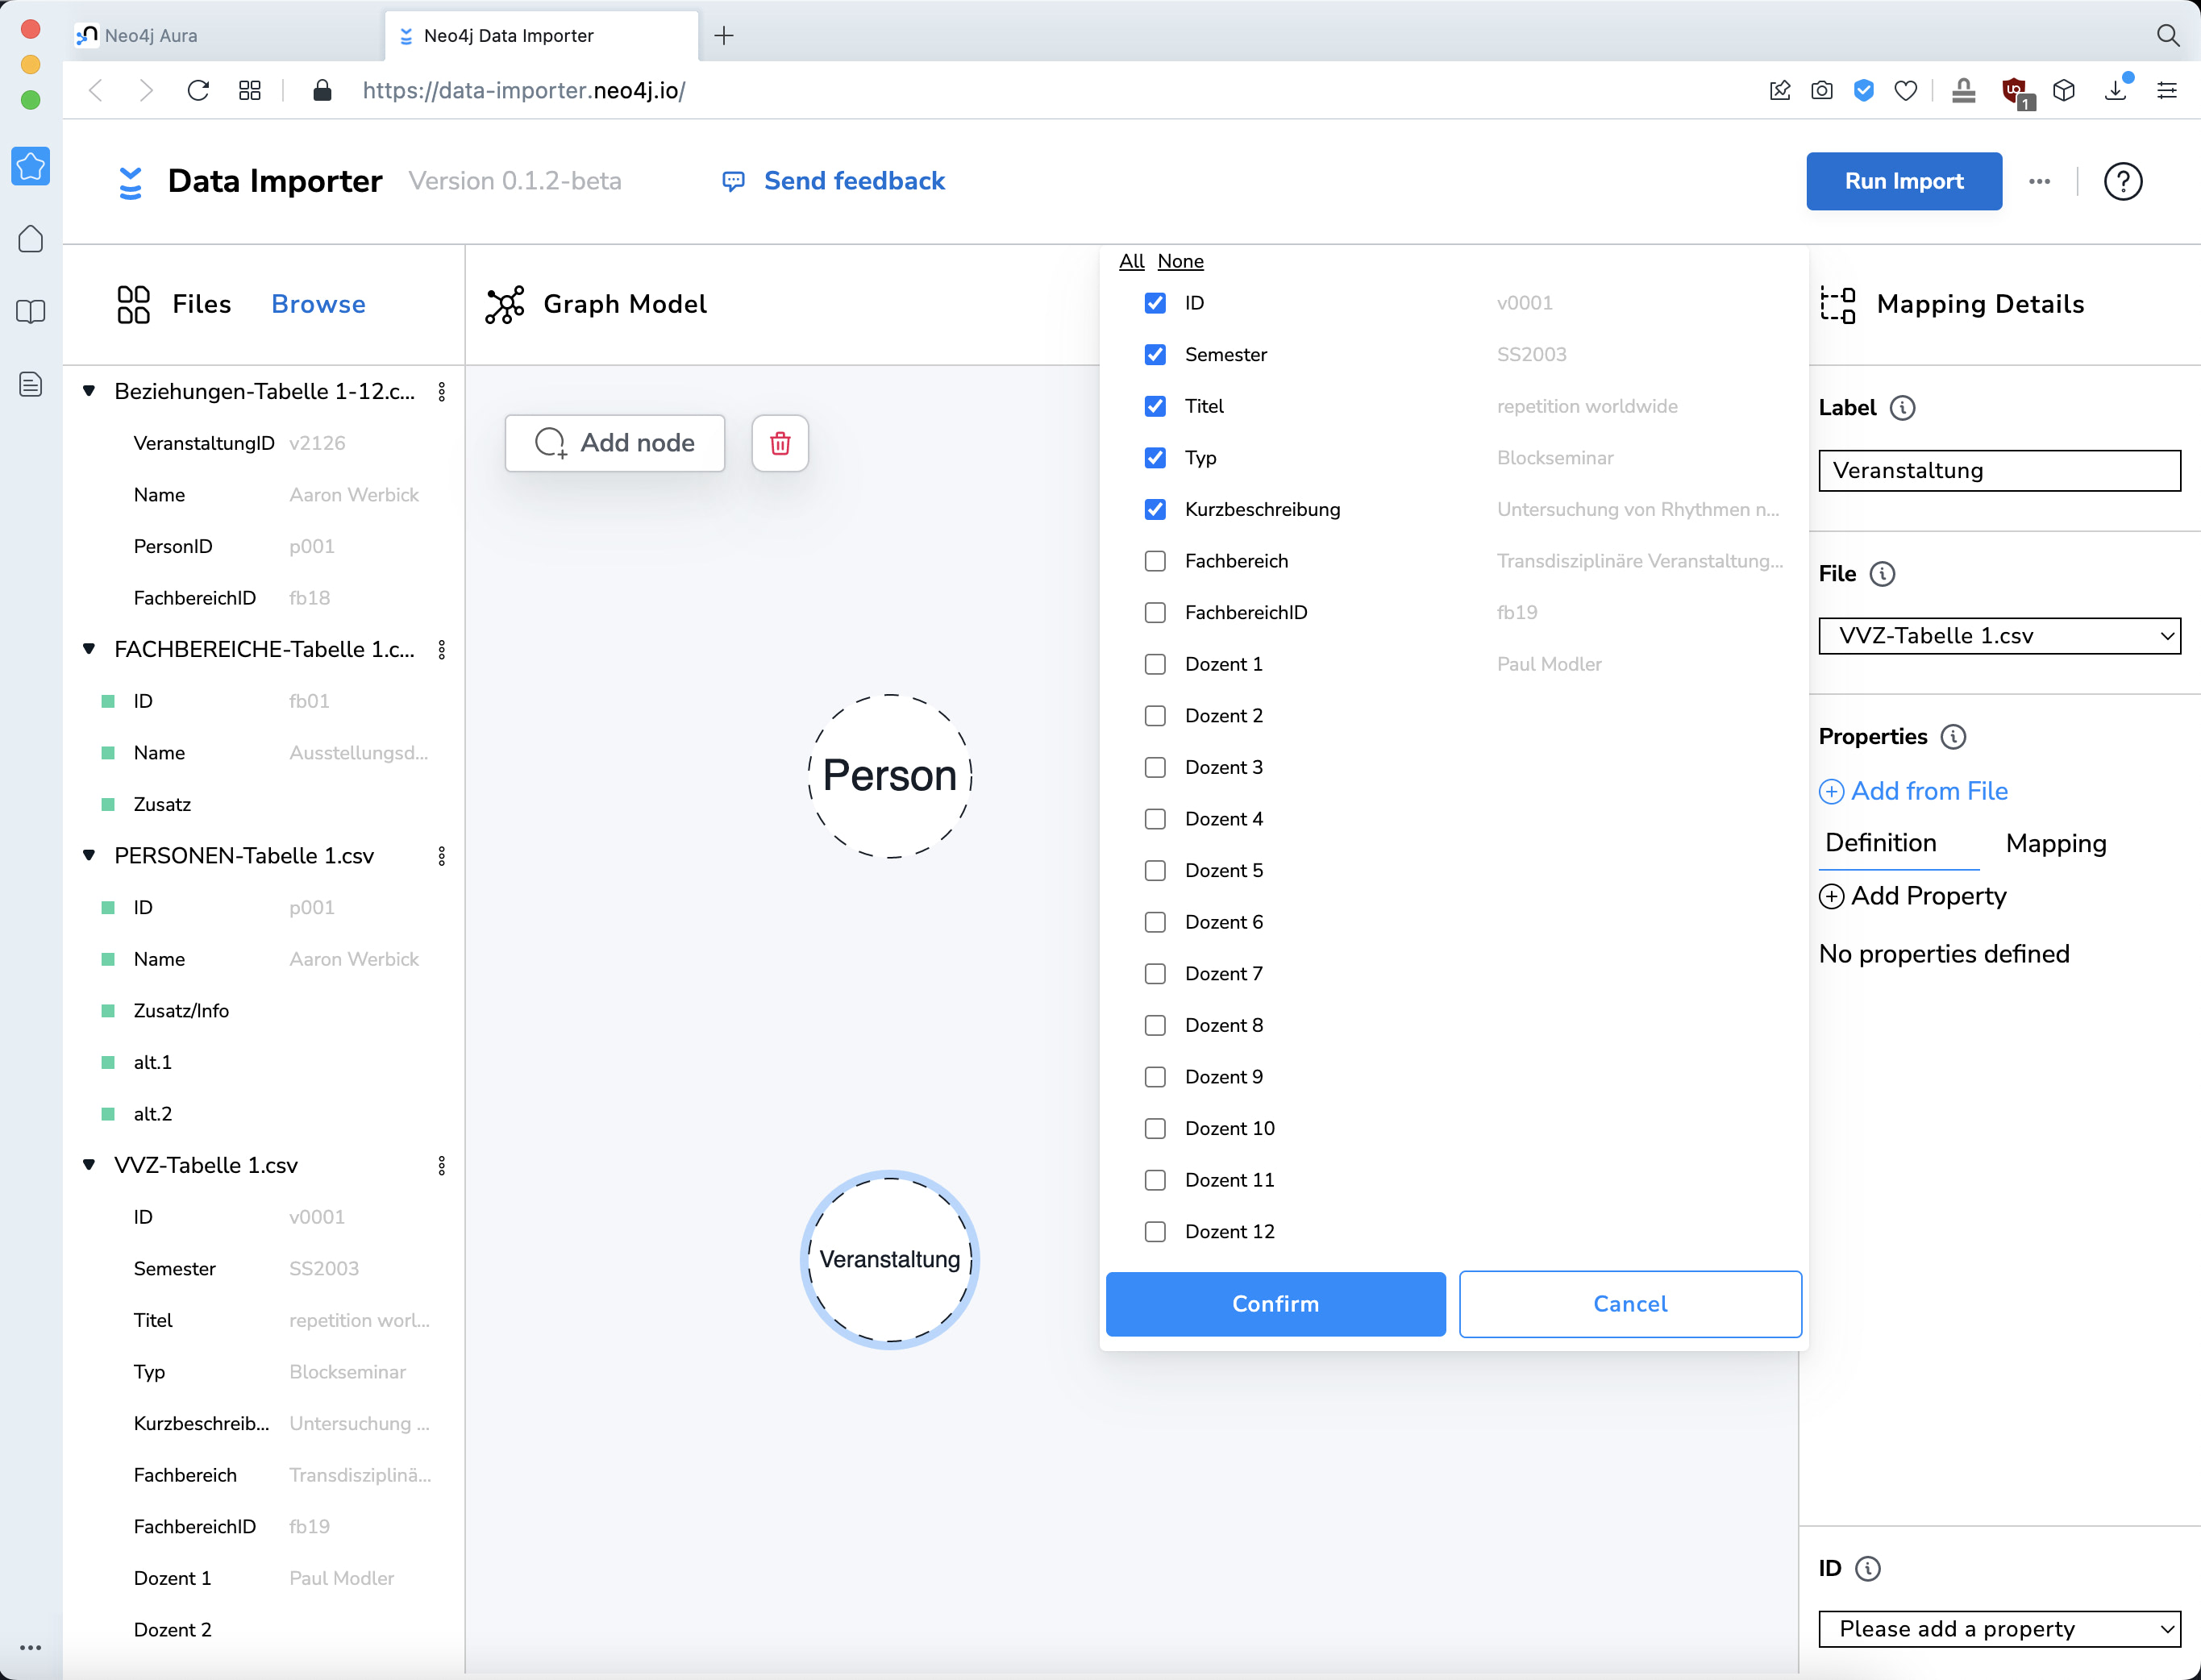 Neo4j Aura
Neo4j Data Importer
https://data-importer.neo4j.io/
1
Data Importer
Version 0.1.2-beta
Send feedback
Run Import
Files
Browse
Graph Model
Mapping Details
Beziehungen-Tabelle 1-12.c...
VeranstaltungID v2126
Name Aaron Werbick
PersonID p001
FachbereichID fb18
FACHBEREICHE-Tabelle 1.c...
ID fb01
Name Ausstellungsd...
Zusatz
PERSONEN-Tabelle 1.csv
ID p001
Name Aaron Werbick
Zusatz/Info
alt.1
alt.2
VVZ-Tabelle 1.csv
ID v0001
Semester SS2003
Titel repetition worl...
Typ Blockseminar
Kurzbeschreib... Untersuchung ...
Fachbereich Transdisziplinä...
FachbereichID fb19
Dozent 1 Paul Modler
Dozent 2
Add node
Person
Veranstaltung
All None
ID v0001
Semester SS2003
Titel repetition worldwide
Typ Blockseminar
Kurzbeschreibung Untersuchung von Rhythmen n...
Fachbereich Transdisziplinäre Veranstaltung...
FachbereichID fb19
Dozent 1 Paul Modler
Dozent 2
Dozent 3
Dozent 4
Dozent 5
Dozent 6
Dozent 7
Dozent 8
Dozent 9
Dozent 10
Dozent 11
Dozent 12
Confirm
Cancel
Label
Veranstaltung
File
VVZ-Tabelle 1.csv
Properties
Add from File
Definition
Mapping
Add Property
No properties defined
ID
Please add a property